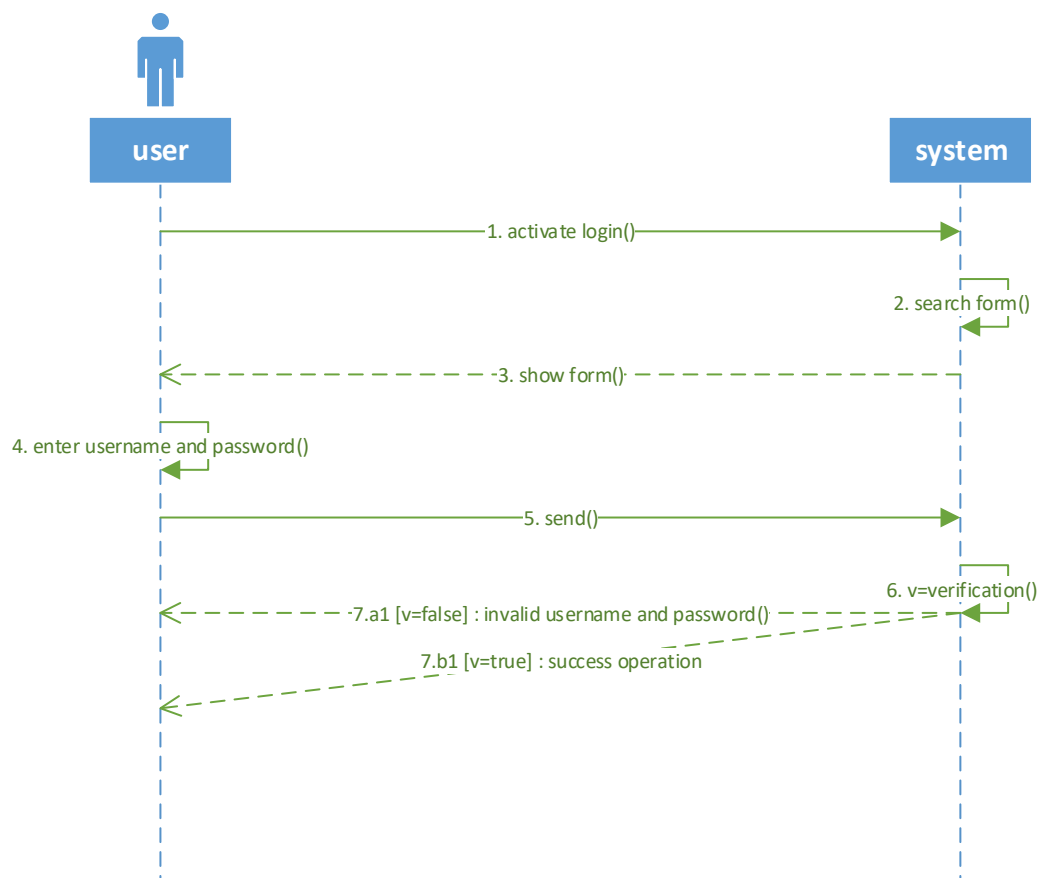 user
system
1. activate login()
2. search form()
3. show form()
4. enter username and password()
5. send()
6. v=verification()
7.a1 [v=false] : invalid username and password()
7.b1 [v=true] : success operation